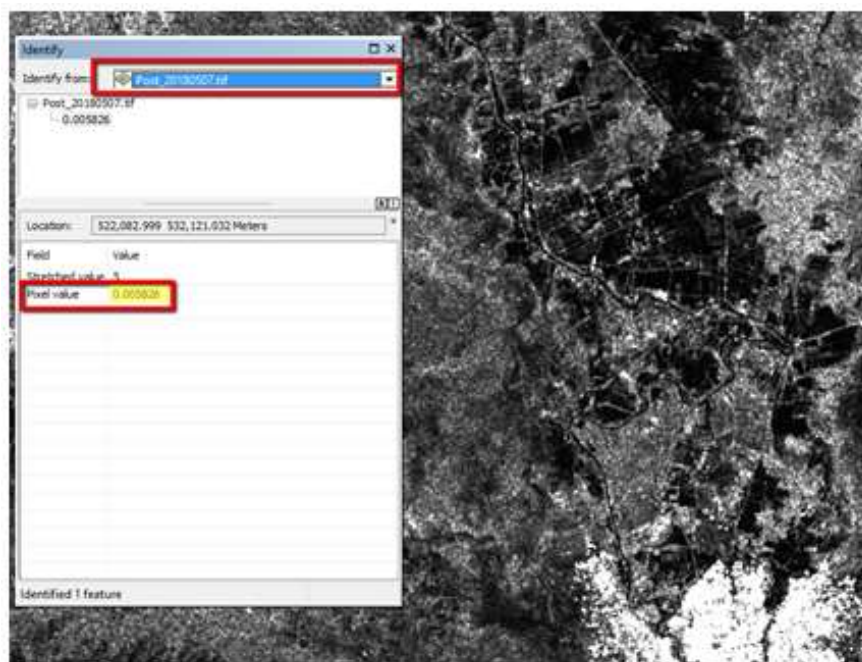 Identify
Identify from: Post_20180507.tif
Post_20180507.tif
0.005826
Location: 522,082.999 532,121.032 Meters
Field Value
Stretched value 5
Pixel value 0.005826
Identified 1 feature